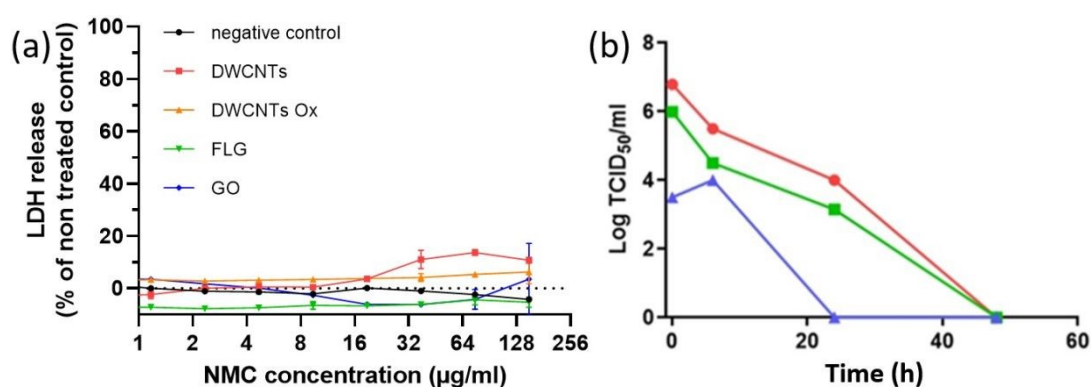 (a)
LDH release
(% of non treated control)
100
80
60
40
20
0
negative control
DWCNTs
DWCNTs Ox
FLG
GO
1 2 4 8 16 32 64 128 256
NMC concentration (µg/ml)
(b)
Log TCID50/ml
8
6
4
2
0
0 20 40 60
Time (h)